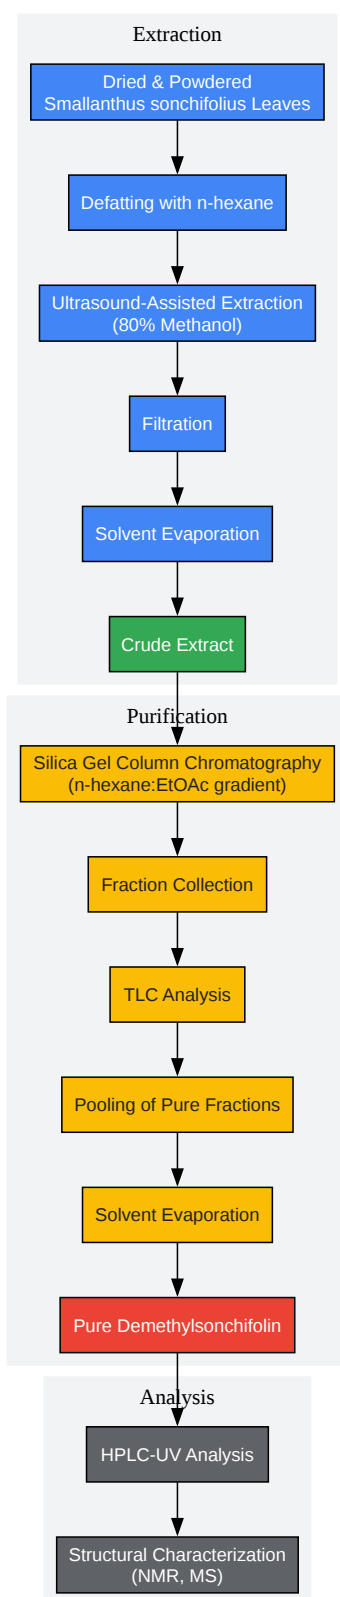 Extraction
Dried & Powdered
Smallanthus sonchifolius Leaves
Defatting with n-hexane
Ultrasound-Assisted Extraction
(80% Methanol)
Filtration
Solvent Evaporation
Crude Extract
Purification
Silica Gel Column Chromatography
(n-hexane:EtOAc gradient)
Fraction Collection
TLC Analysis
Pooling of Pure Fractions
Solvent Evaporation
Pure Demethylsonchifolin
Analysis
HPLC-UV Analysis
Structural Characterization
(NMR, MS)